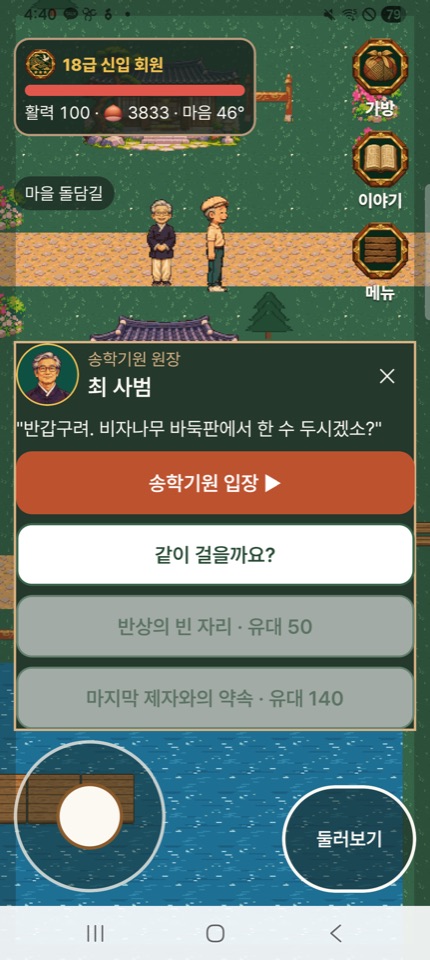 4:40
79
18급 신입 회원
활력 100 · 3833 · 마음 46°
가방
이야기
메뉴
마을 돌담길
송학기원 원장
최 사범
"반갑구려. 비자나무 바둑판에서 한 수 두시겠소?"
송학기원 입장 ▶
같이 걸을까요?
반상의 빈 자리 · 유대 50
마지막 제자와의 약속 · 유대 140
둘러보기